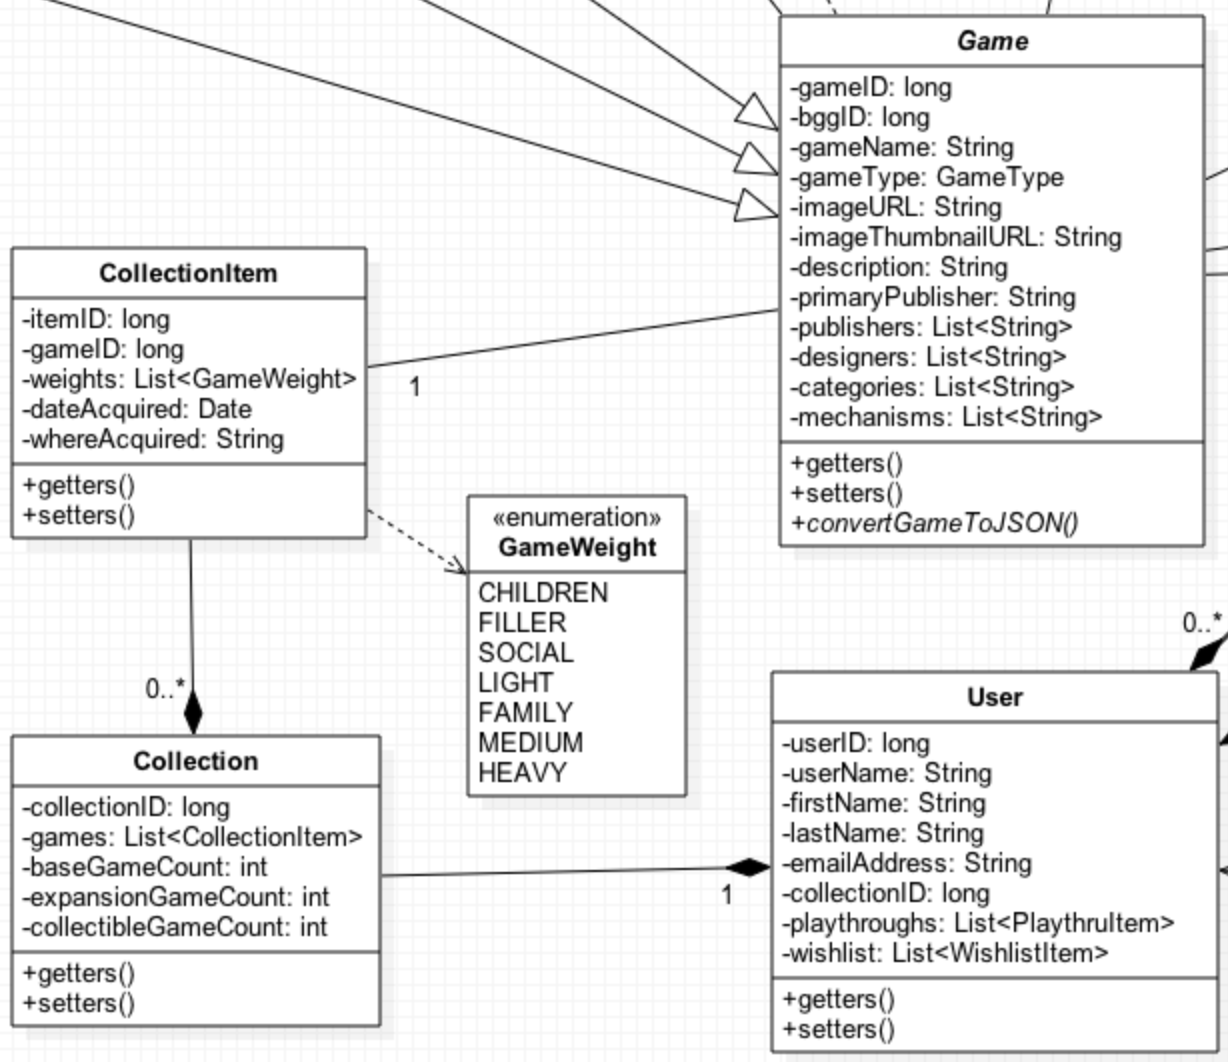 Game
-gameID: long
-bggID: long
-gameName: String
-gameType: GameType
-imageURL: String
-imageThumbnailURL: String
-description: String
-primaryPublisher: String
-publishers: List<String>
-designers: List<String>
-categories: List<String>
-mechanisms: List<String>
+getters()
+setters()
+convertGameToJSON()
CollectionItem
-itemID: long
-gameID: long
-weights: List<GameWeight>
-dateAcquired: Date
-whereAcquired: String
+getters()
+setters()
1
«enumeration»
GameWeight
CHILDREN
FILLER
SOCIAL
LIGHT
FAMILY
MEDIUM
HEAVY
0..*
Collection
-collectionID: long
-games: List<CollectionItem>
-baseGameCount: int
-expansionGameCount: int
-collectibleGameCount: int
+getters()
+setters()
1
0..*
User
-userID: long
-userName: String
-firstName: String
-lastName: String
-emailAddress: String
-collectionID: long
-playthroughs: List<PlaythruItem>
-wishlist: List<WishlistItem>
+getters()
+setters()